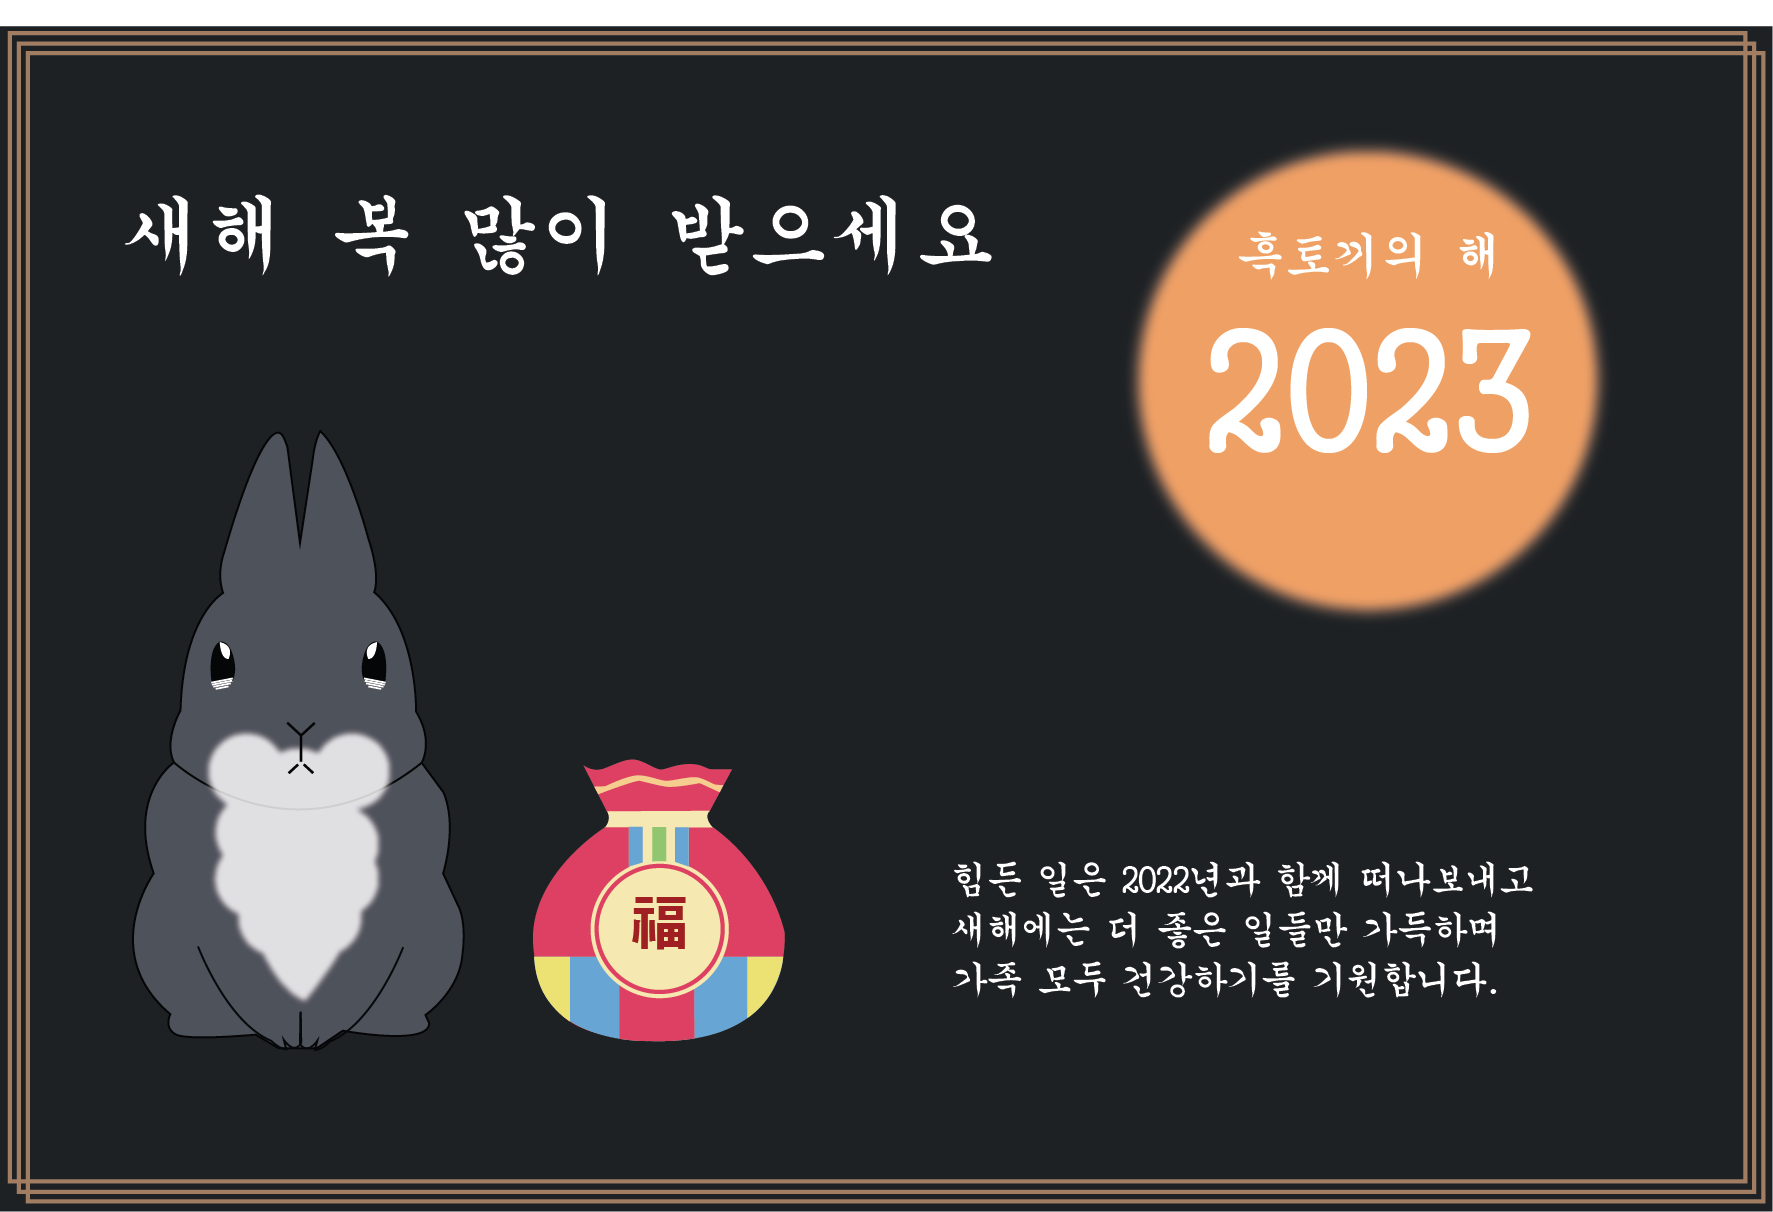 새해 복 많이 받으세요
흑토끼의 해
2023
福
힘든 일은 2022년과 함께 떠나보내고
새해에는 더 좋은 일들만 가득하며
가족 모두 건강하기를 기원합니다.